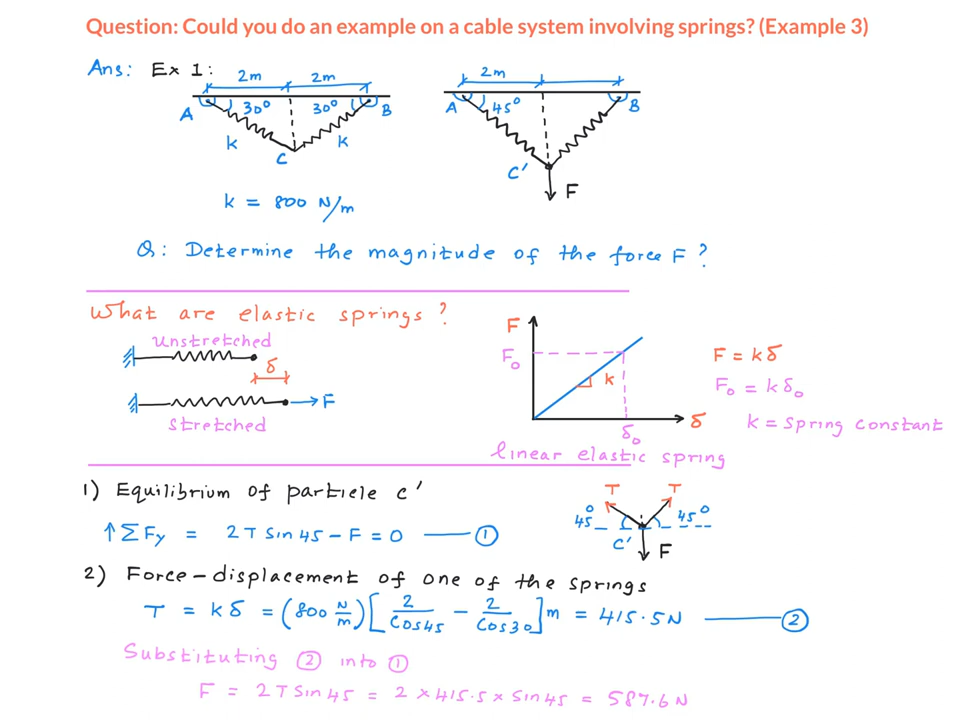 Question: Could you do an example on a cable system involving springs? (Example 3)
Ans: Ex 1:
2m 2m
A 30° 30° B
k k
C
2m
A 45° B
C'
F
k = 800 N/m
Q: Determine the magnitude of the force F?
What are elastic springs?
unstretched
δ
F
stretched
F
F₀
k
δ
δ₀
linear elastic spring
F = kδ
F₀ = kδ₀
k = spring constant
1) Equilibrium of particle C'
↑ΣFy = 2T Sin 45 - F = 0 —— ①
T T
45° 45°
C'
F
2) Force-displacement of one of the springs
T = kδ = (800 N/m) [2/Cos45 - 2/Cos30] m = 415.5N —— ②
Substituting ② into ①
F = 2T Sin 45 = 2 × 415.5 × Sin 45 = 587.6 N